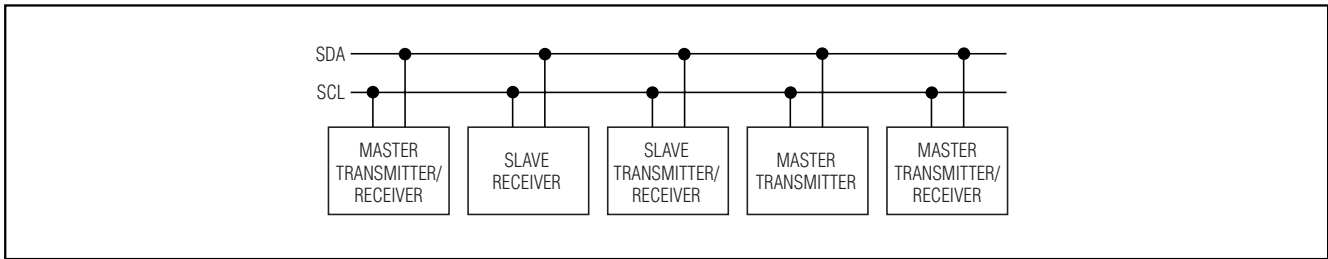 SDA
SCL
MASTER
TRANSMITTER/
RECEIVER
SLAVE
RECEIVER
SLAVE
TRANSMITTER/
RECEIVER
MASTER
TRANSMITTER
MASTER
TRANSMITTER/
RECEIVER